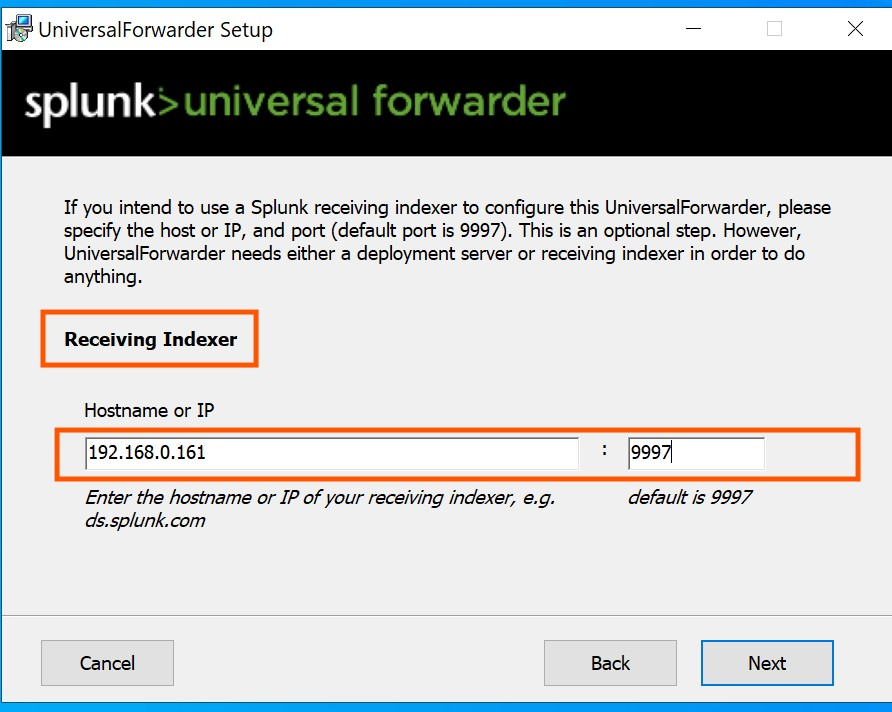 UniversalForwarder Setup
splunk>universal forwarder
If you intend to use a Splunk receiving indexer to configure this UniversalForwarder, please
specify the host or IP, and port (default port is 9997). This is an optional step. However,
UniversalForwarder needs either a deployment server or receiving indexer in order to do
anything.
Receiving Indexer
Hostname or IP
192.168.0.161 : 9997
Enter the hostname or IP of your receiving indexer, e.g. default is 9997
ds.splunk.com
Cancel Back Next